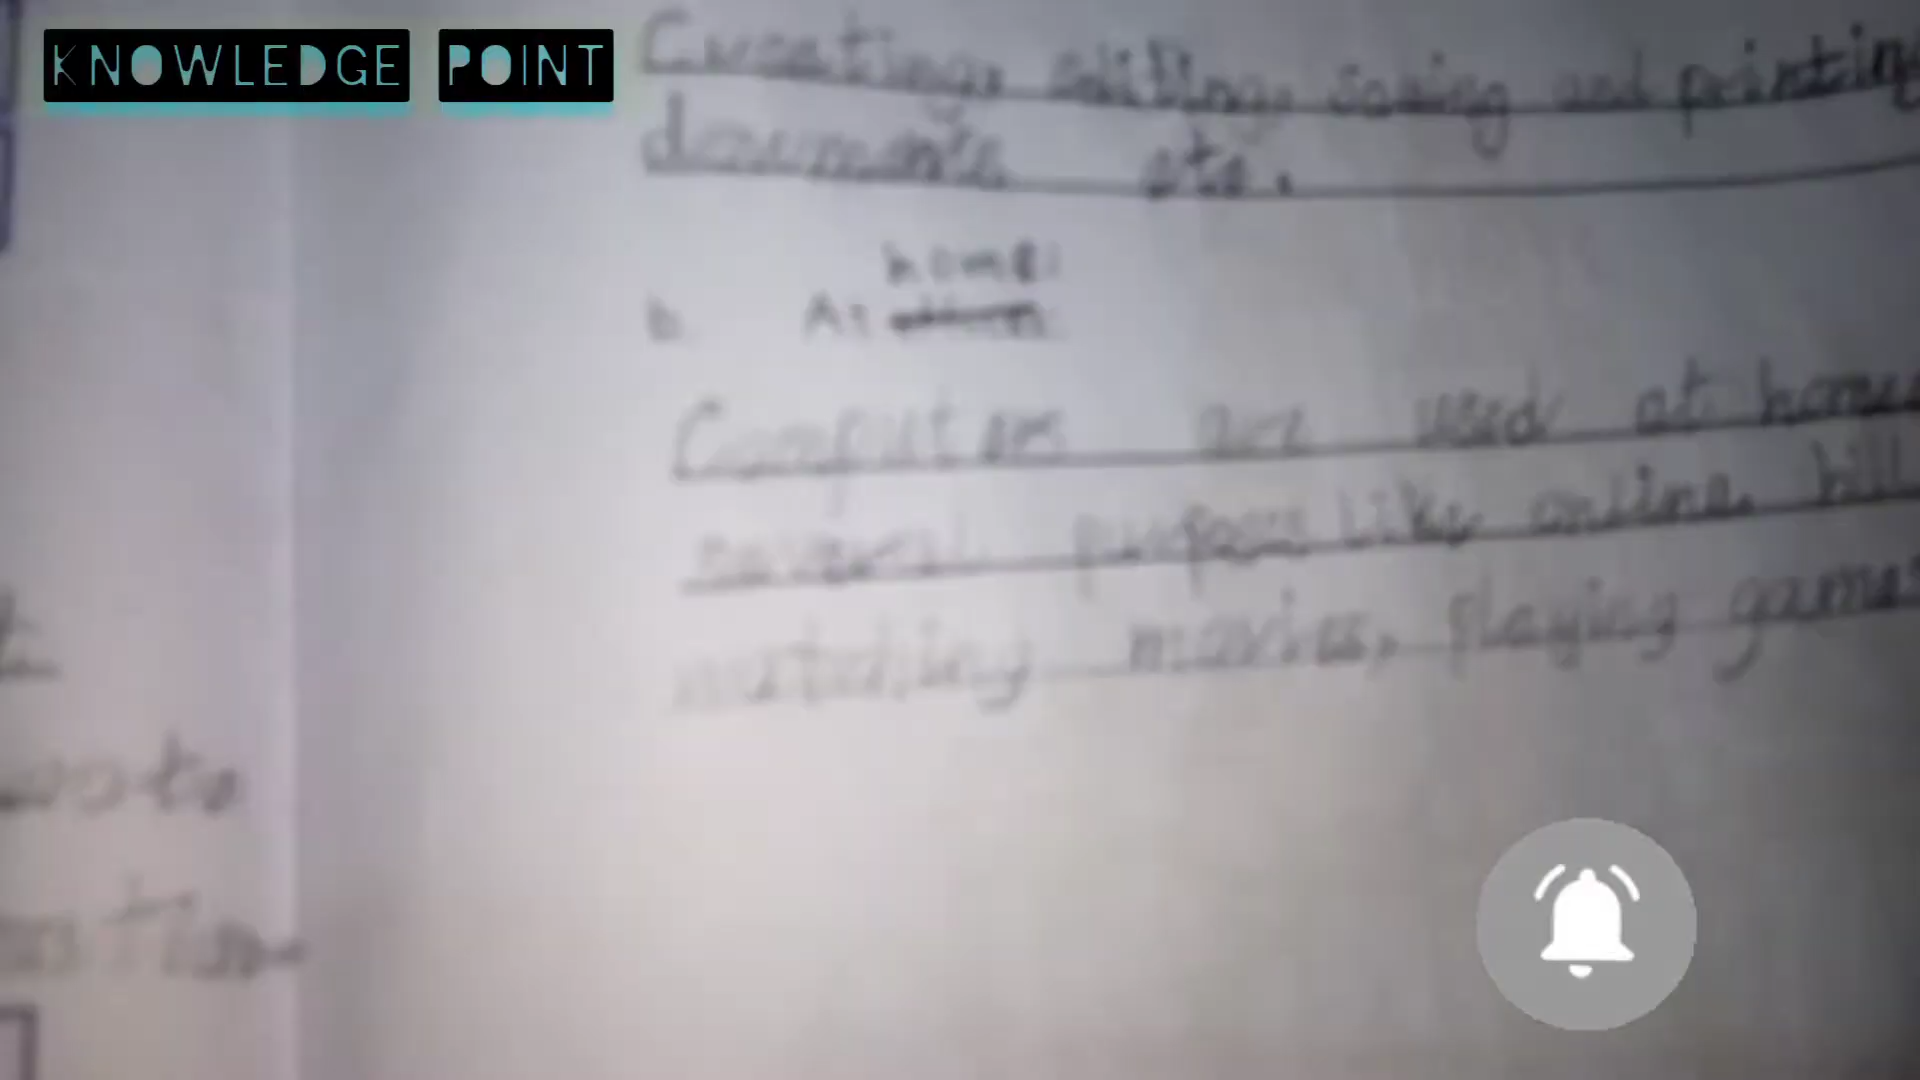 KNOWLEDGE POINT
Creating, editing, saving and printing
documents etc.
home:
b. At
Computers are used at home
several purpose like online bill
watching movies, playing games